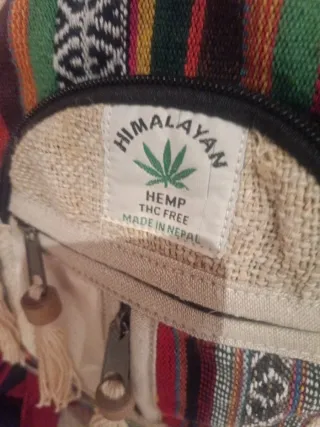 HIMALAYAN
HEMP
THC FREE
MADE IN NEPAL